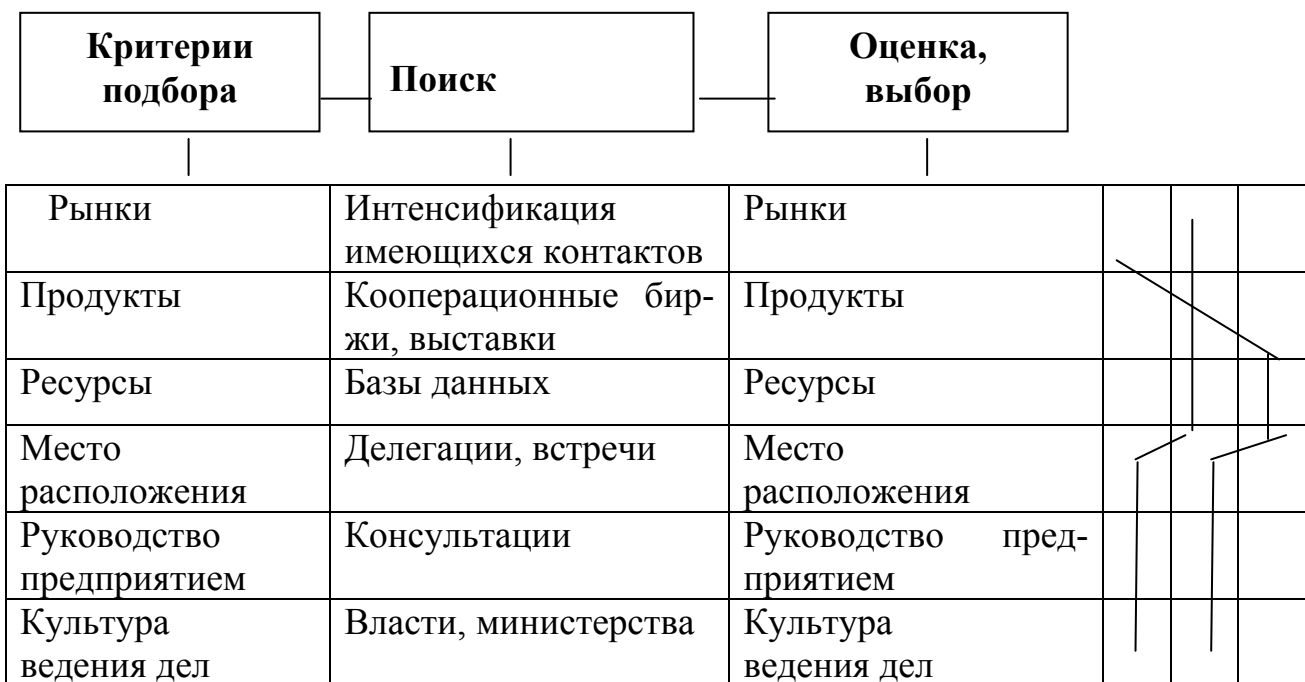 Критерии
подбора
Поиск
Оценка,
выбор
Рынки
Интенсификация
имеющихся контактов
Рынки
Продукты
Кооперационные бир-
жи, выставки
Продукты
Ресурсы
Базы данных
Ресурсы
Место
расположения
Делегации, встречи
Место
расположения
Руководство
предприятием
Консультации
Руководство пред-
приятием
Культура
ведения дел
Власти, министерства
Культура
ведения дел